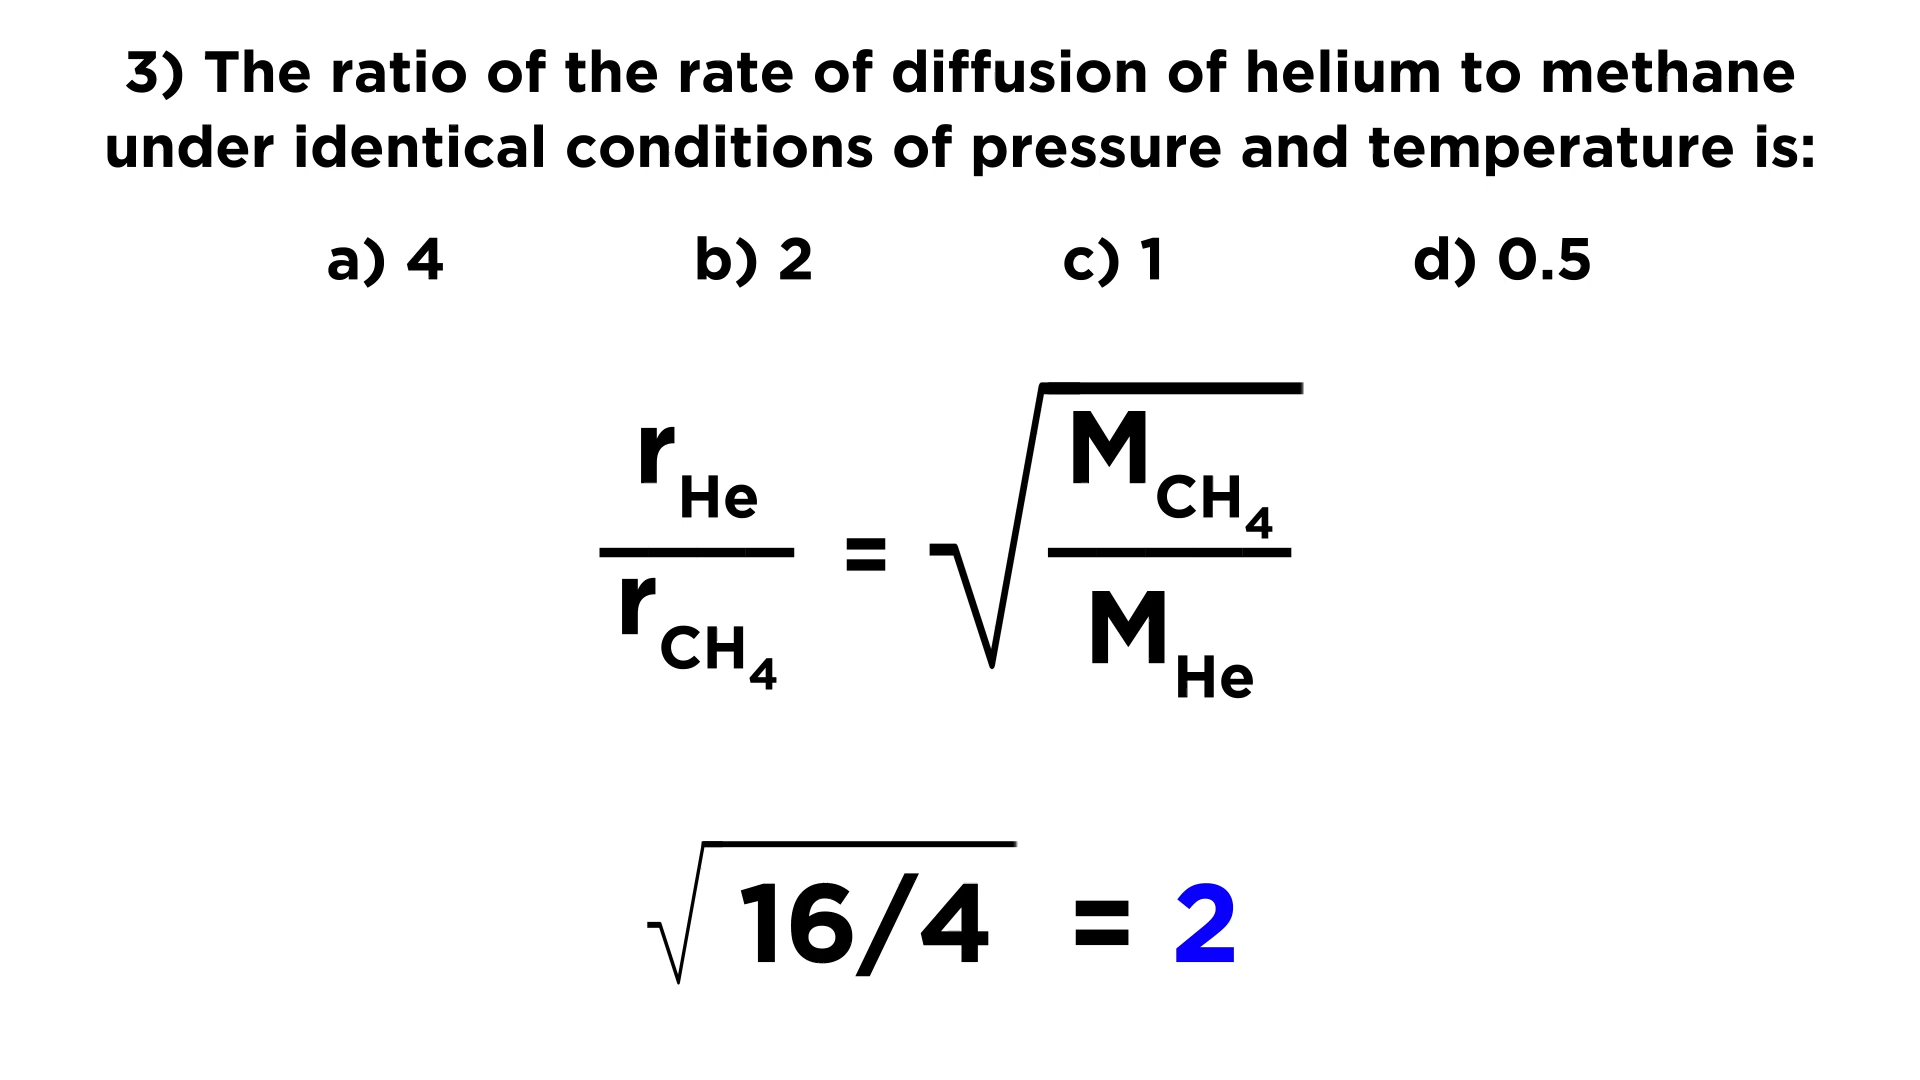 3) The ratio of the rate of diffusion of helium to methane
under identical conditions of pressure and temperature is:
a) 4 b) 2 c) 1 d) 0.5
r_He / r_CH₄ = √(M_CH₄ / M_He)
√16/4 = 2